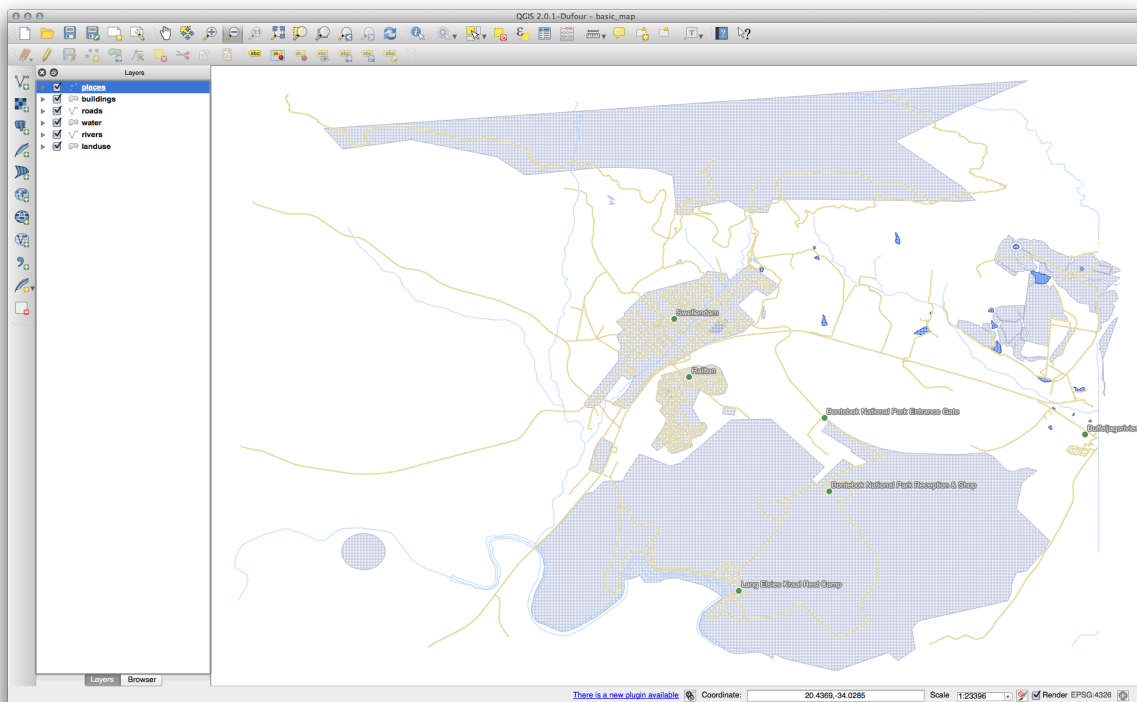 QGIS 2.0.1-Dufour - basic_map
Layers
places
buildings
roads
water
rivers
landuse
Swellendam
Railton
Bontebok National Park Entrance Gate
Buffeljagsrivier
Bontebok National Park Reception & Shop
Lang Elsies Kraal Rest Camp
Layers Browser
There is a new plugin available Coordinate: 20.4369,-34.0285 Scale 1:23396 Render EPSG:4326